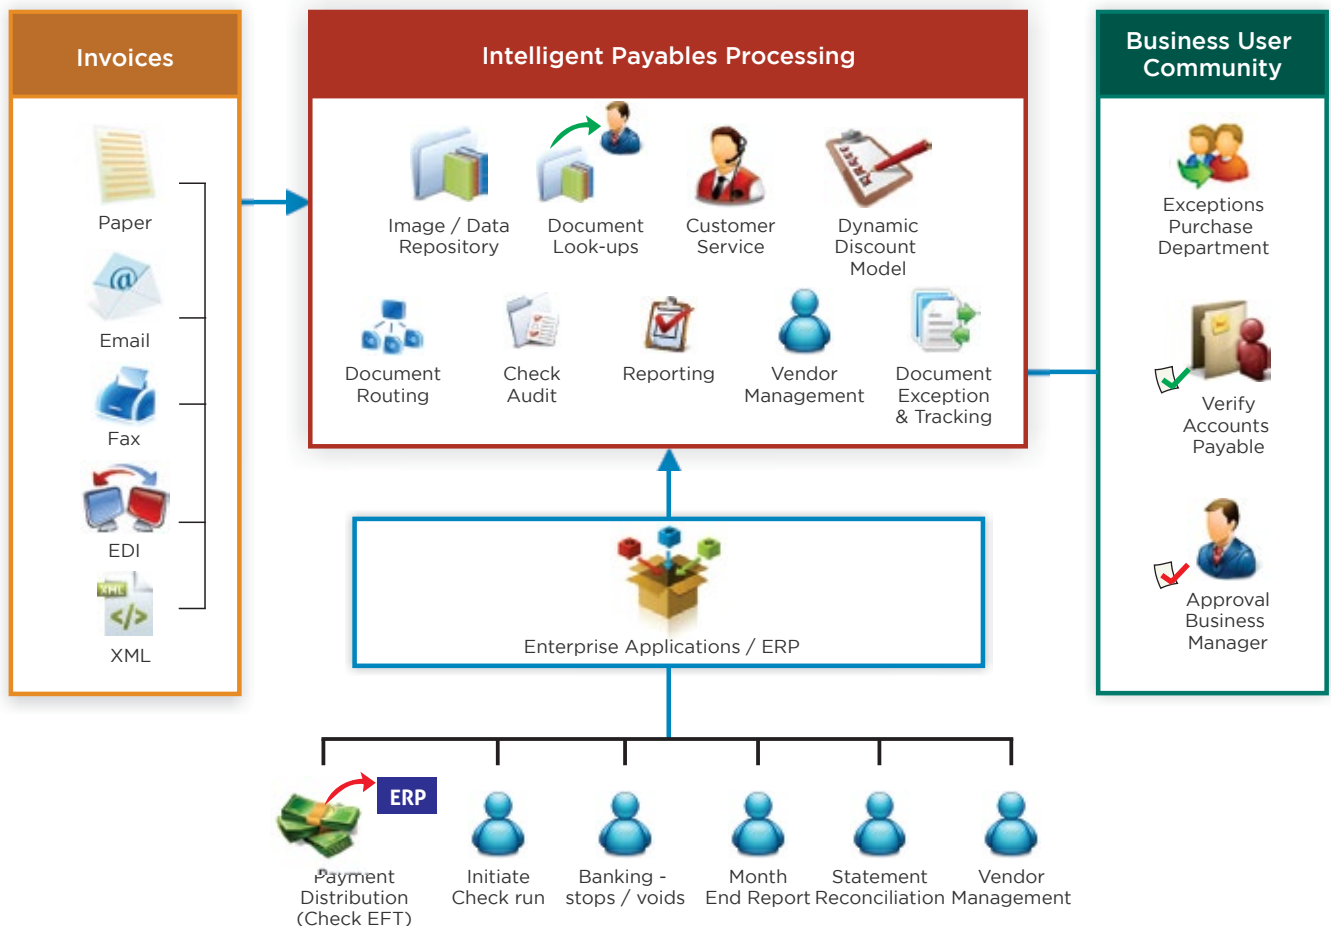 Invoices
Paper
@
Email
Fax
EDI
XML
</>
XML
Intelligent Payables Processing
Image / Data
Repository
Document
Look-ups
Customer
Service
Dynamic
Discount
Model
Document
Routing
Check
Audit
Reporting
Vendor
Management
Document
Exception
& Tracking
Business User
Community
Exceptions
Purchase
Department
Verify
Accounts
Payable
Approval
Business
Manager
Enterprise Applications / ERP
ERP
Payment
Distribution
(Check EFT)
Initiate
Check run
Banking -
stops / voids
Month
End Report
Statement
Reconciliation
Vendor
Management